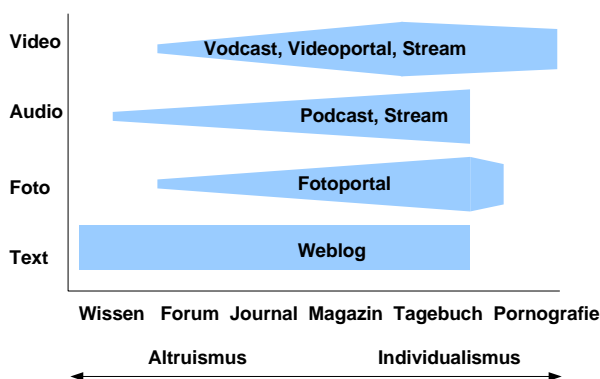 Video
Vodcast, Videoportal, Stream
Audio
Podcast, Stream
Foto
Fotoportal
Text
Weblog
Wissen Forum Journal Magazin Tagebuch Pornografie
Altruismus Individualismus